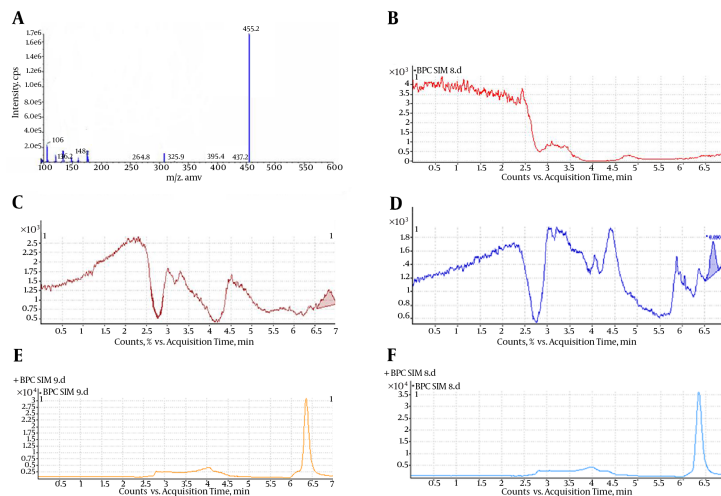 A
Intensity, cps
1.7e6
1.6e6
1.2e6
1.0e6
8.0e5
6.0e5
4.0e5
2.0e5
106
136.2
148
264.8
325.9
395.4
437.2
455.2
100 150 200 250 300 350 400 450 500 550 600
m/z. amv
B
•BPC SIM 8.d
×10³
1
4
3.5
3
2.5
2
1.5
1
0.5
0
0.5 1 1.5 2 2.5 3 3.5 4 4.5 5 5.5 6 6.5
Counts vs. Acquisition Time, min
C
×10³
1 1
2.5
2.25
2
1.75
1.5
1.25
1
0.75
0.5
0.5 1 1.5 2 2.5 3 3.5 4 4.5 5 5.5 6 6.5 7
Counts, % vs. Acquisition Time, min
D
×10³
1
1.8
1.6
1.4
1.2
1
0.8
0.6
0.5 1 1.5 2 2.5 3 3.5 4 4.5 5 5.5 6 6.5
Counts, % vs. Acquisition Time, min
E
+ BPC SIM 9.d
×10⁴ •BPC SIM 9.d
1 1
3
2.75
2.5
2.25
2
1.75
1.5
1.25
1
0.75
0.5
0.25
0.5 1 1.5 2 2.5 3 3.5 4 4.5 5 5.5 6 6.5 7
Counts vs. Acquisition Time, min
F
+ BPC SIM 8.d
×10⁴ •BPC SIM 8.d
1
3.5
3
2.5
2
1.5
1
0.5
0.5 1 1.5 2 2.5 3 3.5 4 4.5 5 5.5 6 6.5
Counts vs. Acquisition Time, min